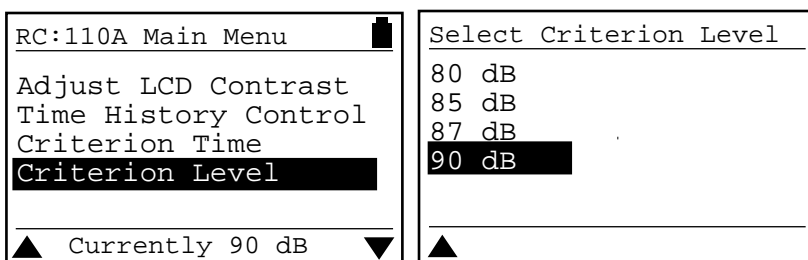 RC:110A Main Menu
Adjust LCD Contrast
Time History Control
Criterion Time
Criterion Level
Currently 90 dB
Select Criterion Level
80 dB
85 dB
87 dB
90 dB